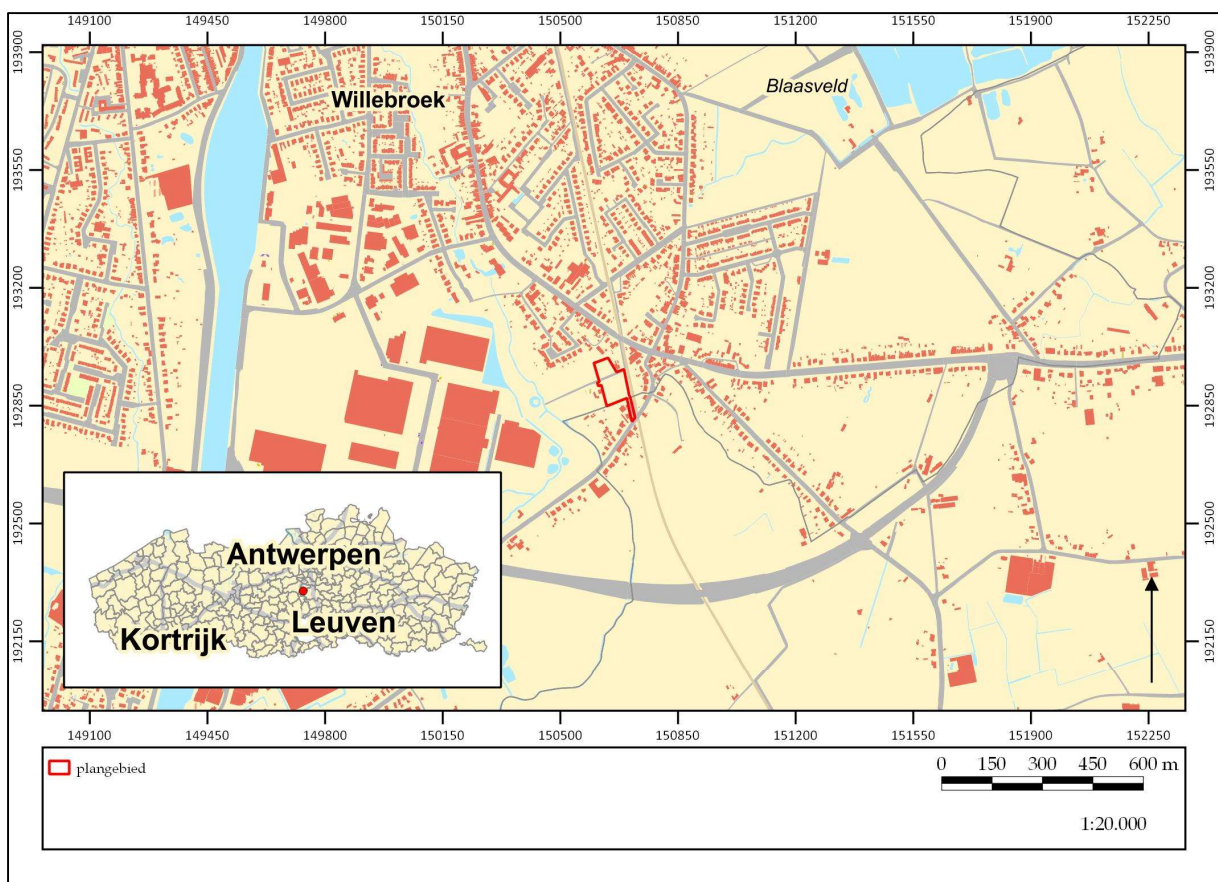 149100 149450 149800 150150 150500 150850 151200 151550 151900 152250
193900 193900
Blaasveld
Willebroek
193550 193550
193200 193200
192850 192850
192500 192500
Antwerpen
Leuven
Kortrijk
192150 192150
149100 149450 149800 150150 150500 150850 151200 151550 151900 152250
plangebied
0 150 300 450 600 m
1:20.000